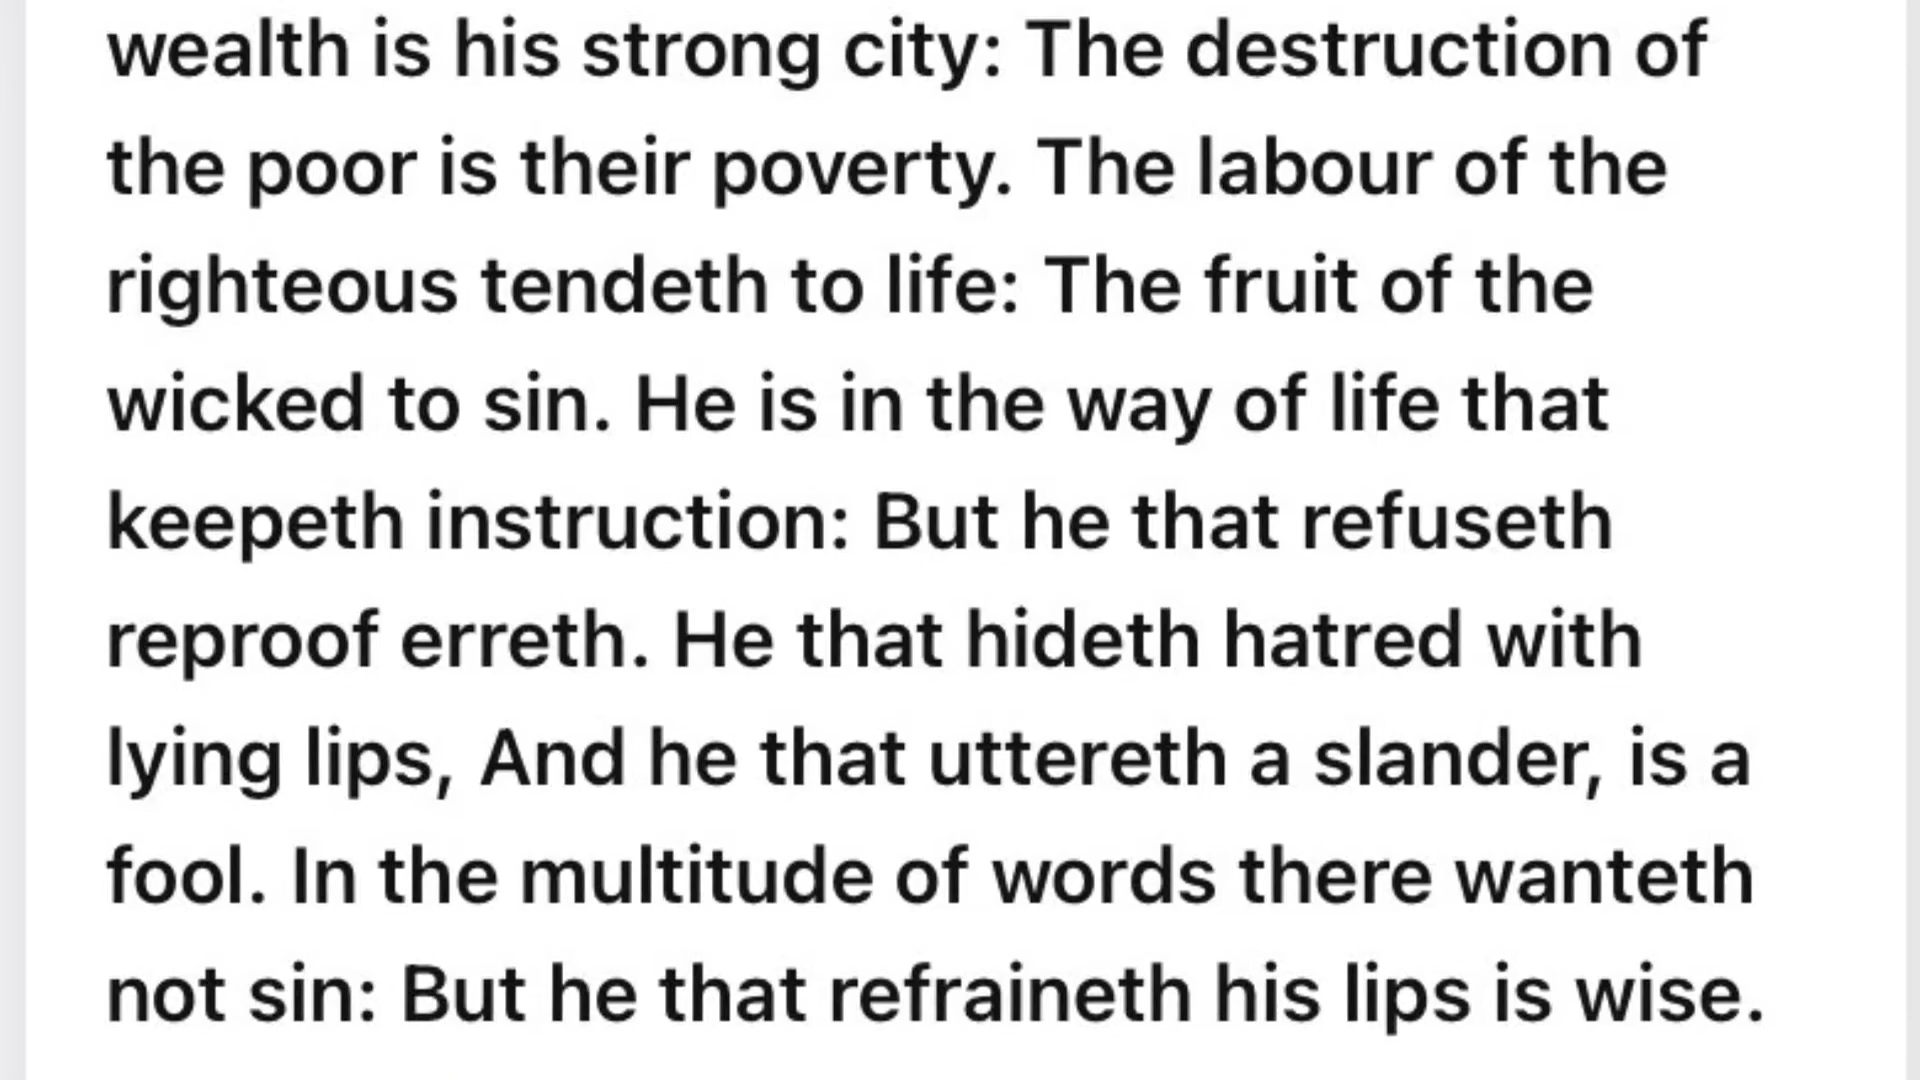 wealth is his strong city: The destruction of
the poor is their poverty. The labour of the
righteous tendeth to life: The fruit of the
wicked to sin. He is in the way of life that
keepeth instruction: But he that refuseth
reproof erreth. He that hideth hatred with
lying lips, And he that uttereth a slander, is a
fool. In the multitude of words there wanteth
not sin: But he that refraineth his lips is wise.